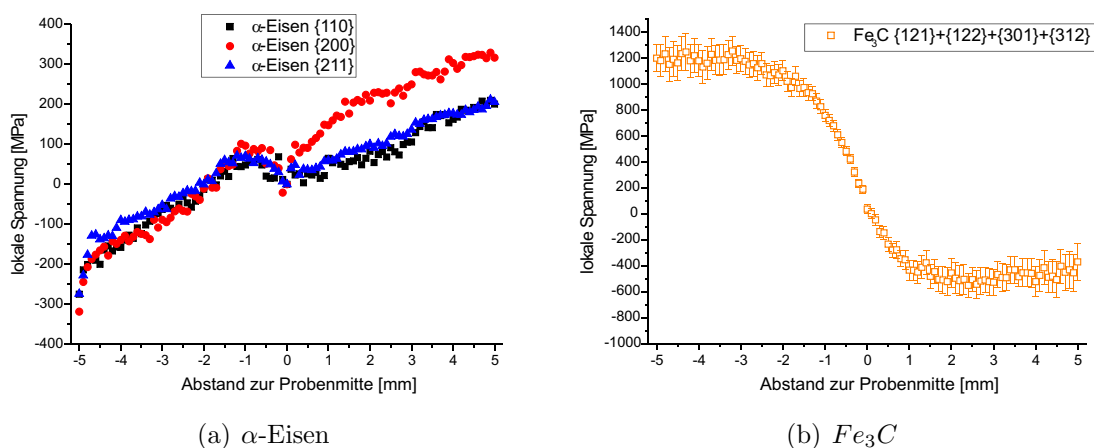 α-Eisen {110}
α-Eisen {200}
α-Eisen {211}
lokale Spannung [MPa]
400
300
200
100
0
-100
-200
-300
-400
-5 -4 -3 -2 -1 0 1 2 3 4 5
Abstand zur Probenmitte [mm]
(a) α-Eisen
Fe₃C {121}+{122}+{301}+{312}
lokale Spannung [MPa]
1400
1200
1000
800
600
400
200
0
-200
-400
-600
-800
-1000
-5 -4 -3 -2 -1 0 1 2 3 4 5
Abstand zur Probenmitte [mm]
(b) Fe₃C